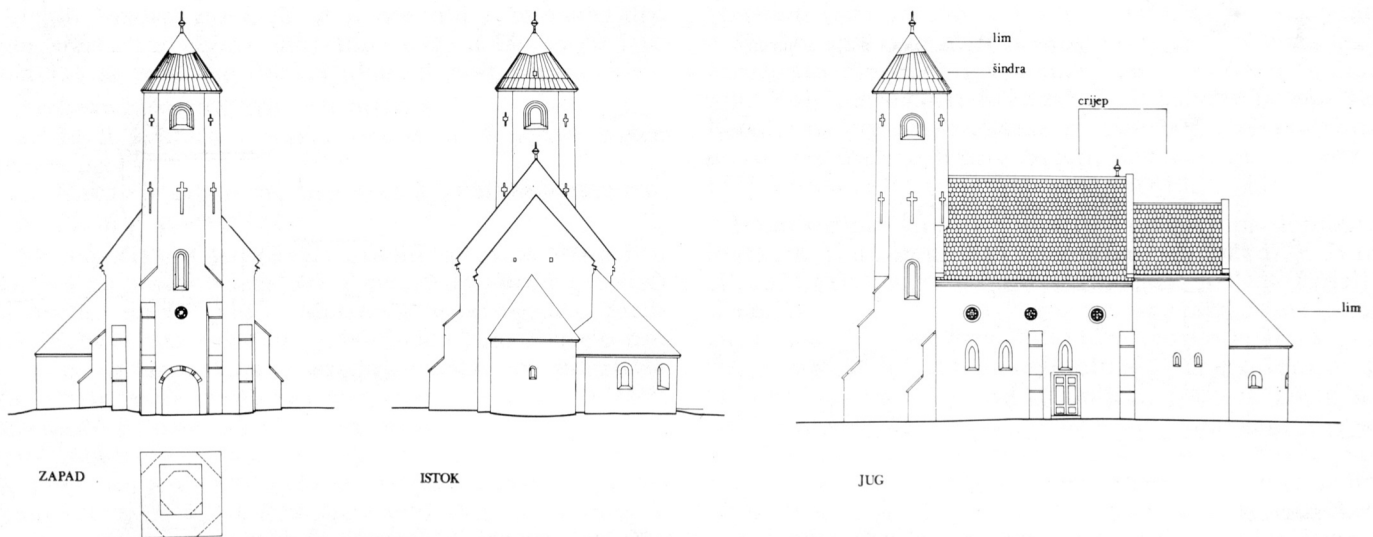 lim
šindra
crijep
lim
ZAPAD
ISTOK
JUG